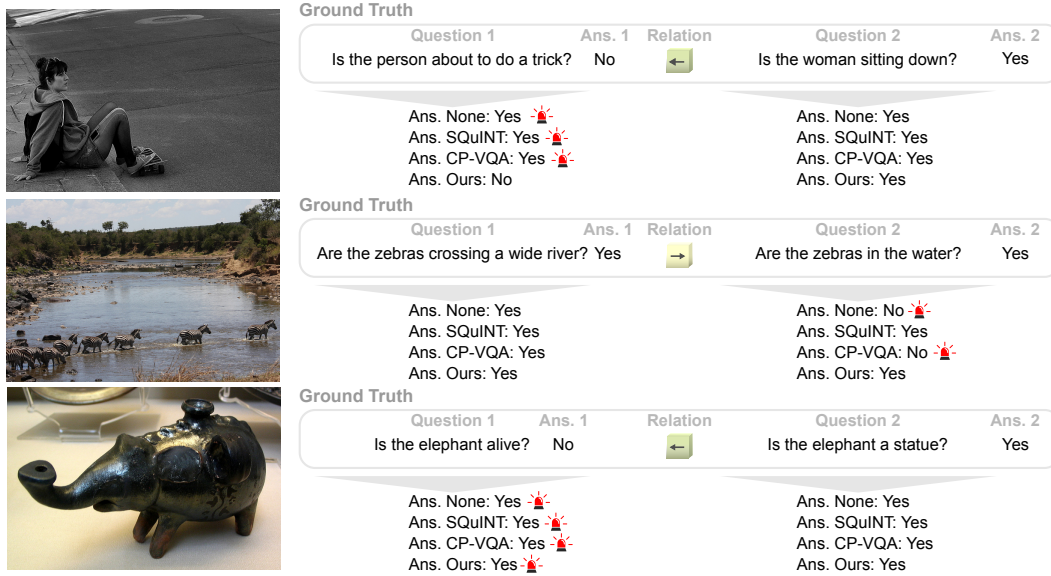 Ground Truth
Question 1 Ans. 1 Relation Question 2 Ans. 2
Is the person about to do a trick? No ← Is the woman sitting down? Yes
Ans. None: Yes Ans. None: Yes
Ans. SQuINT: Yes Ans. SQuINT: Yes
Ans. CP-VQA: Yes Ans. CP-VQA: Yes
Ans. Ours: No Ans. Ours: Yes
Ground Truth
Question 1 Ans. 1 Relation Question 2 Ans. 2
Are the zebras crossing a wide river? Yes → Are the zebras in the water? Yes
Ans. None: Yes Ans. None: No
Ans. SQuINT: Yes Ans. SQuINT: Yes
Ans. CP-VQA: Yes Ans. CP-VQA: No
Ans. Ours: Yes Ans. Ours: Yes
Ground Truth
Question 1 Ans. 1 Relation Question 2 Ans. 2
Is the elephant alive? No ← Is the elephant a statue? Yes
Ans. None: Yes Ans. None: Yes
Ans. SQuINT: Yes Ans. SQuINT: Yes
Ans. CP-VQA: Yes Ans. CP-VQA: Yes
Ans. Ours: Yes Ans. Ours: Yes